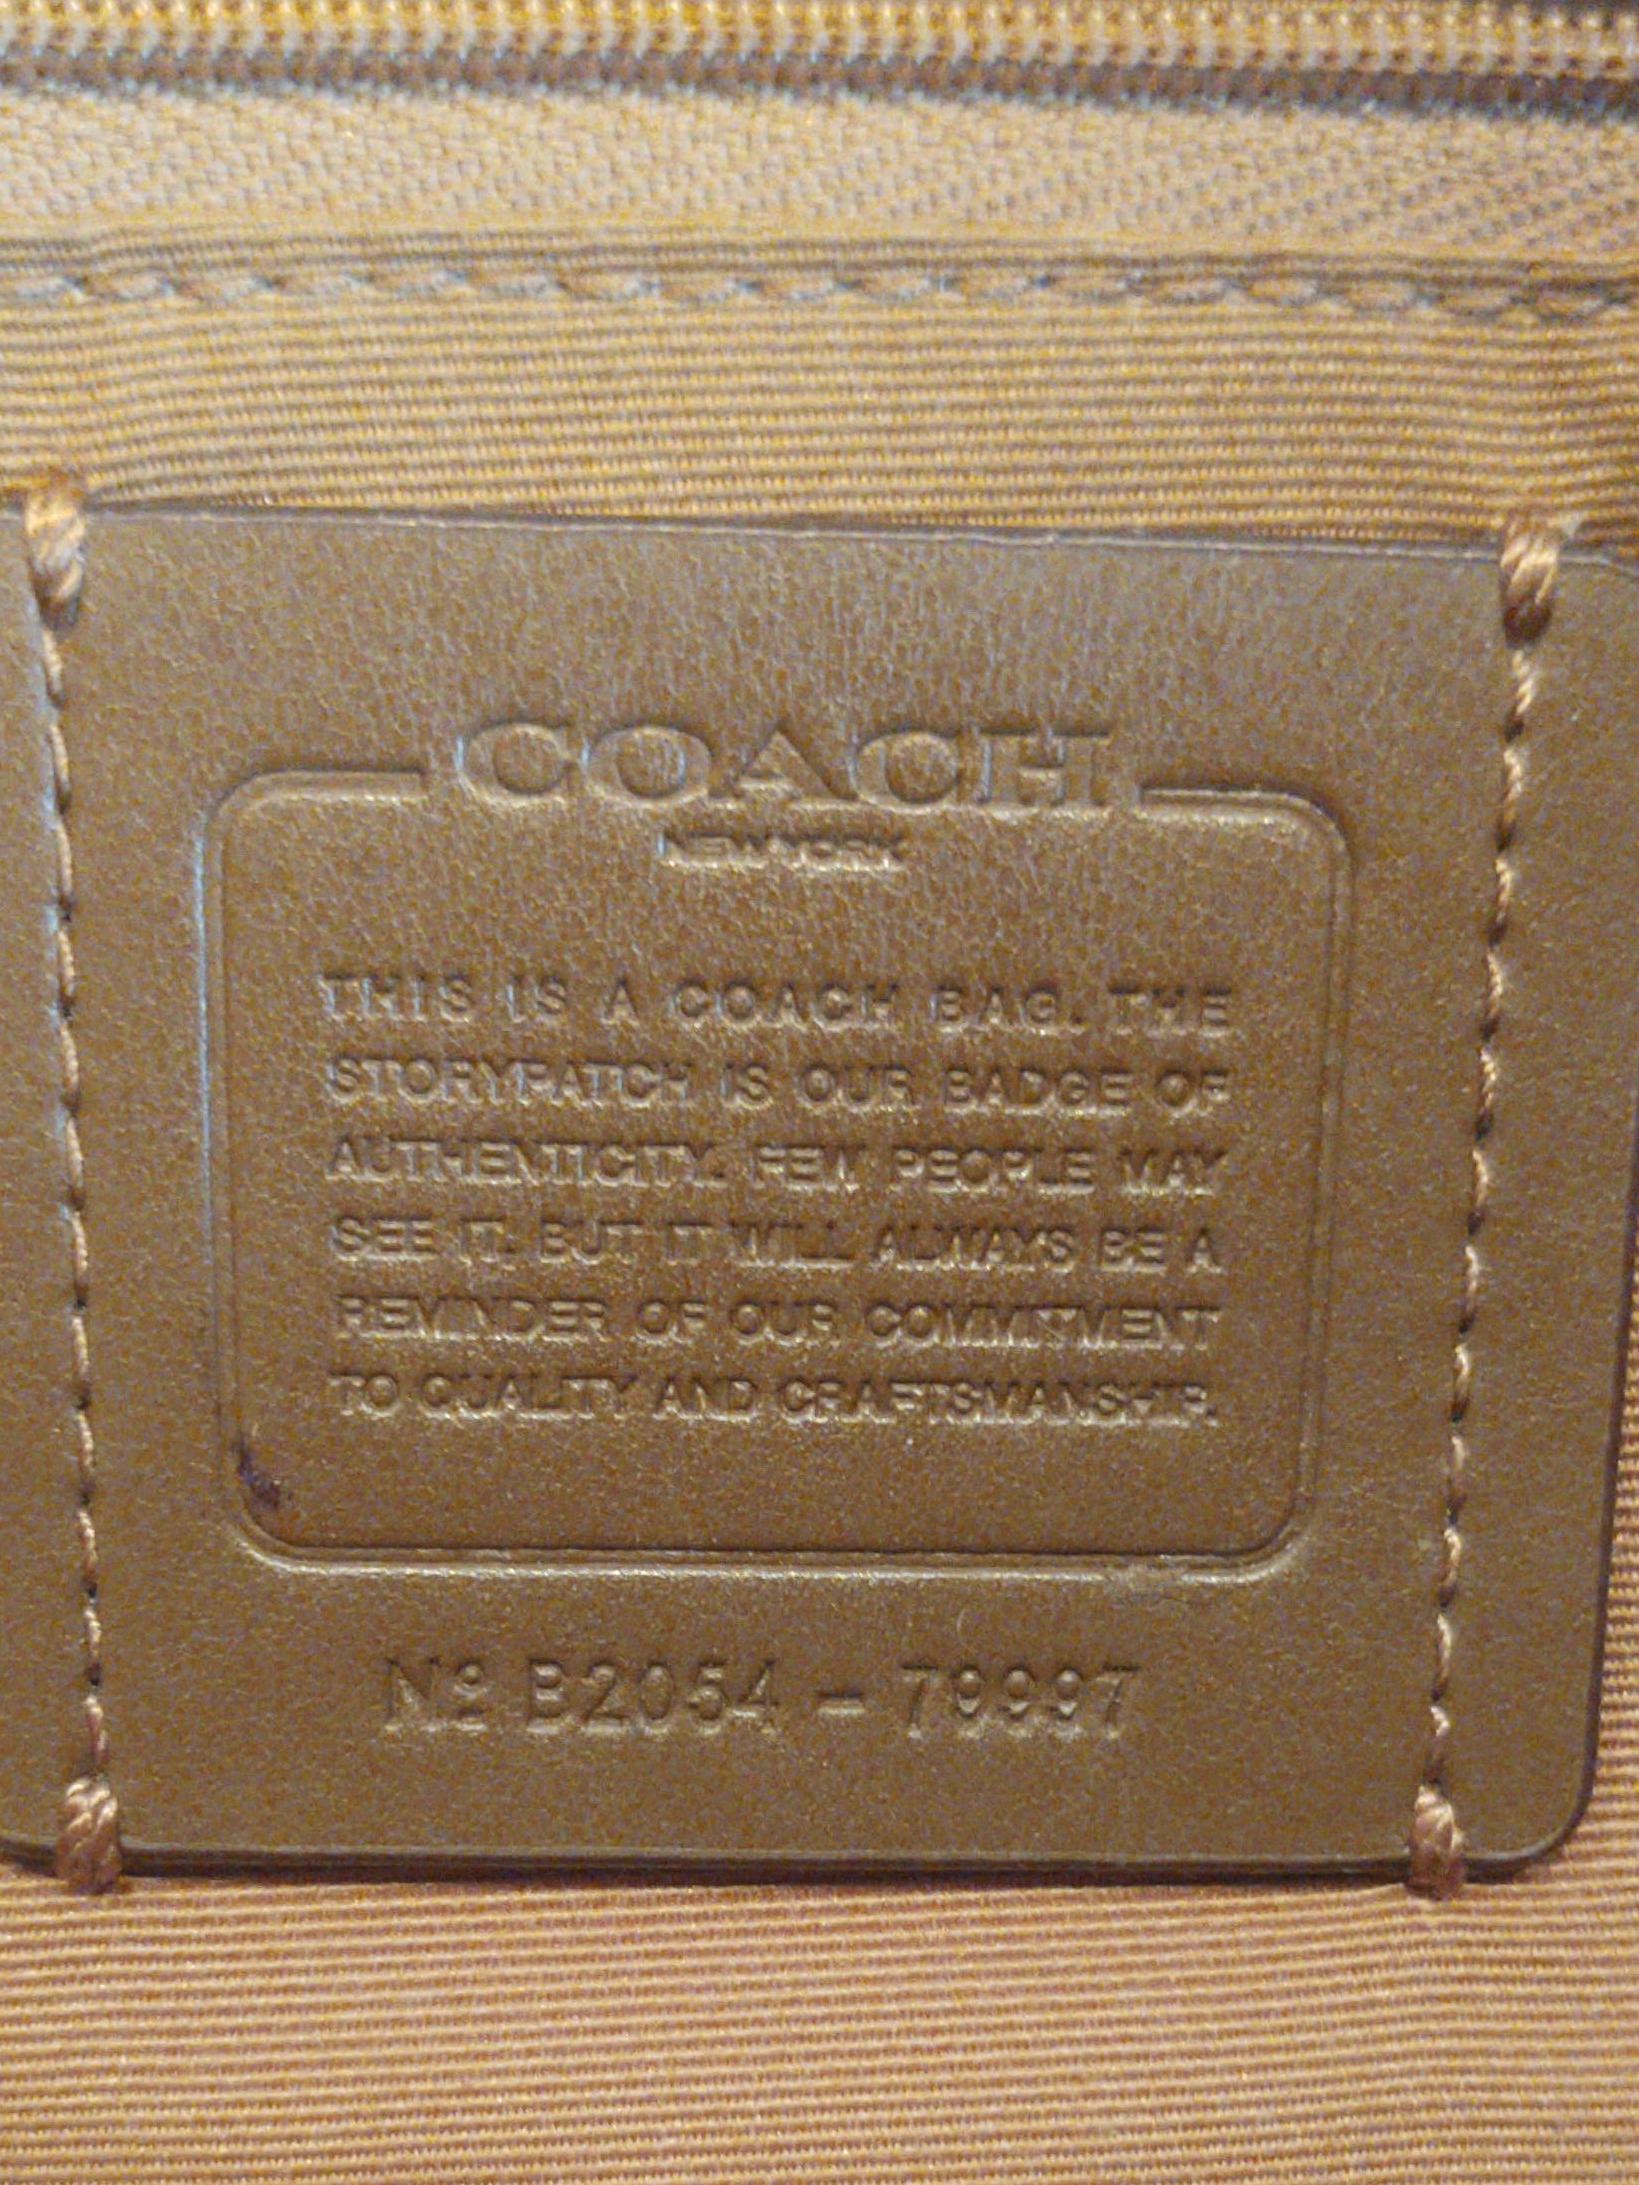 COACH
NEW YORK
THIS IS A COACH BAG. THE
STORYPATCH IS OUR BADGE OF
AUTHENTICITY. FEW PEOPLE MAY
SEE IT, BUT IT WILL ALWAYS BE A
REMINDER OF OUR COMMITMENT
TO QUALITY AND CRAFTSMANSHIP.
Nº B2054 - 79997